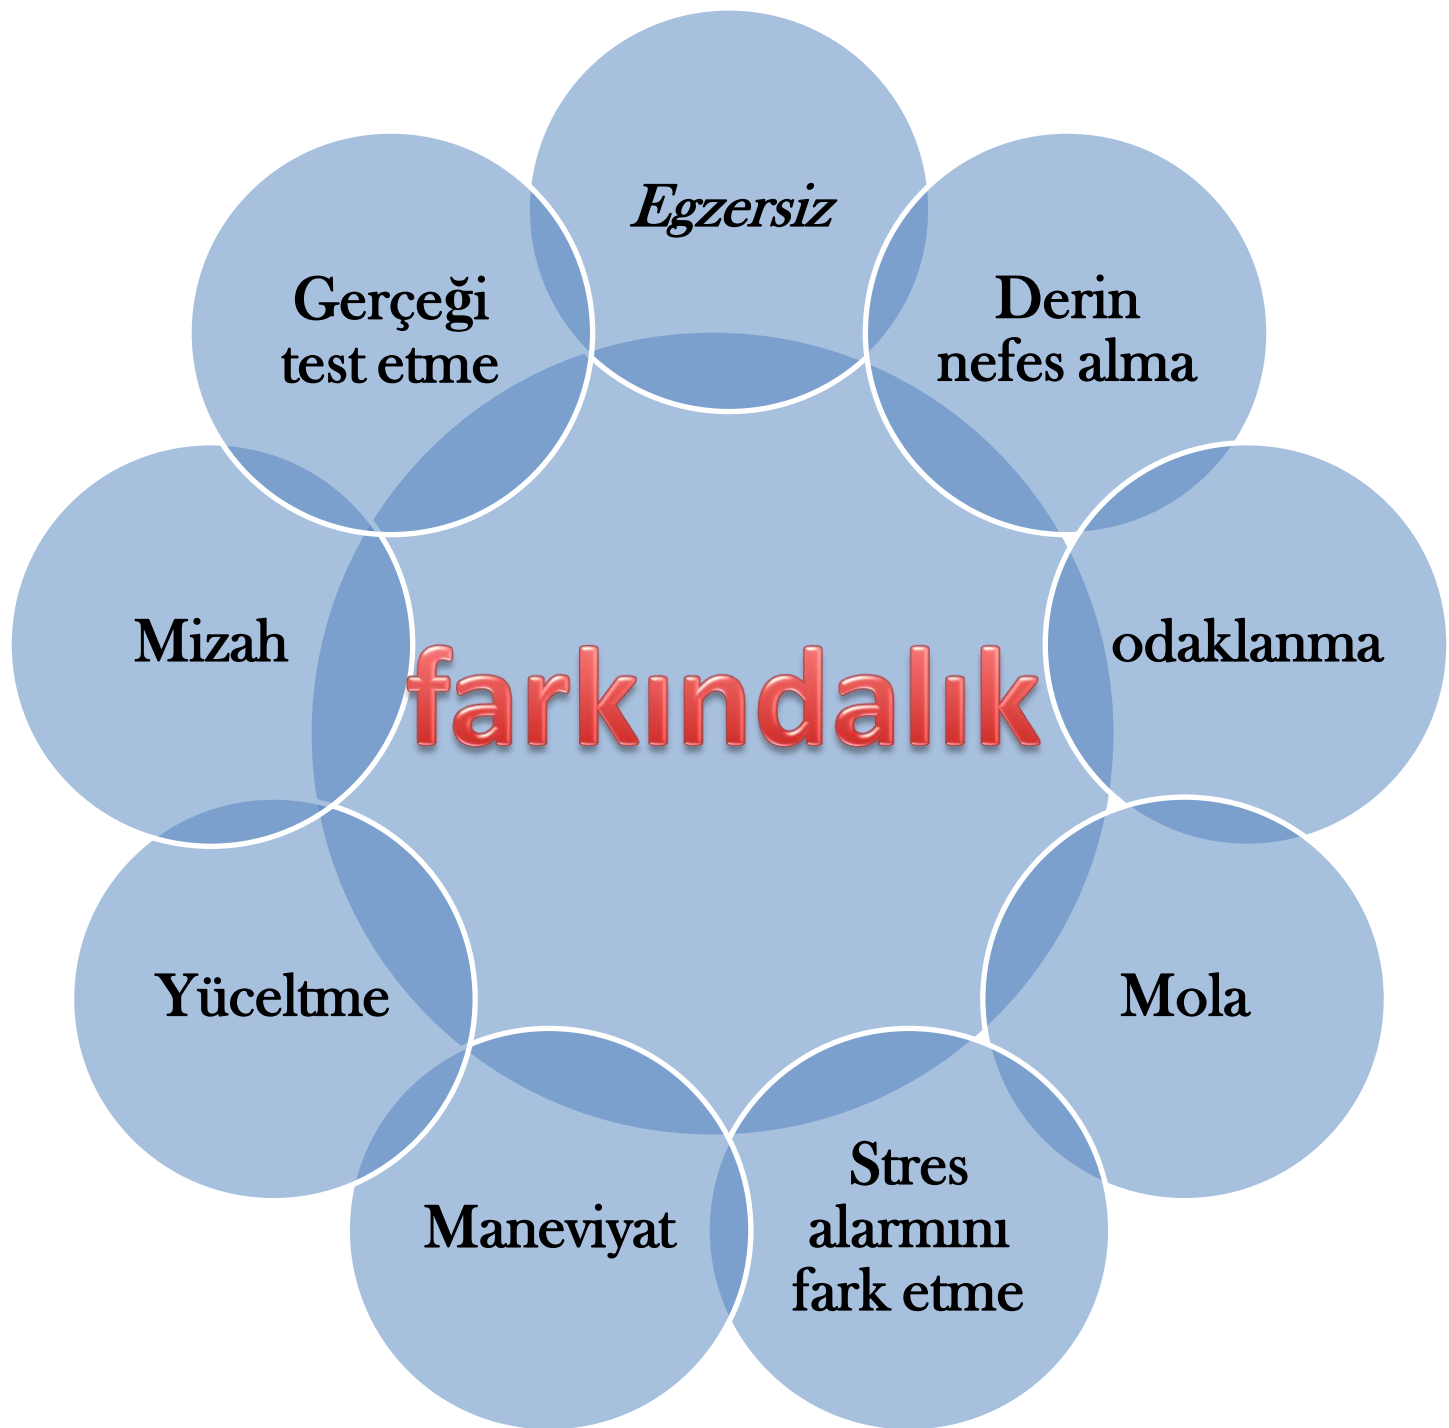 Egzersiz
Derin
nefes alma
odaklanma
Mola
Stres
alarmını
fark etme
Maneviyat
Yüceltme
Mizah
Gerçeği
test etme
farkındalık